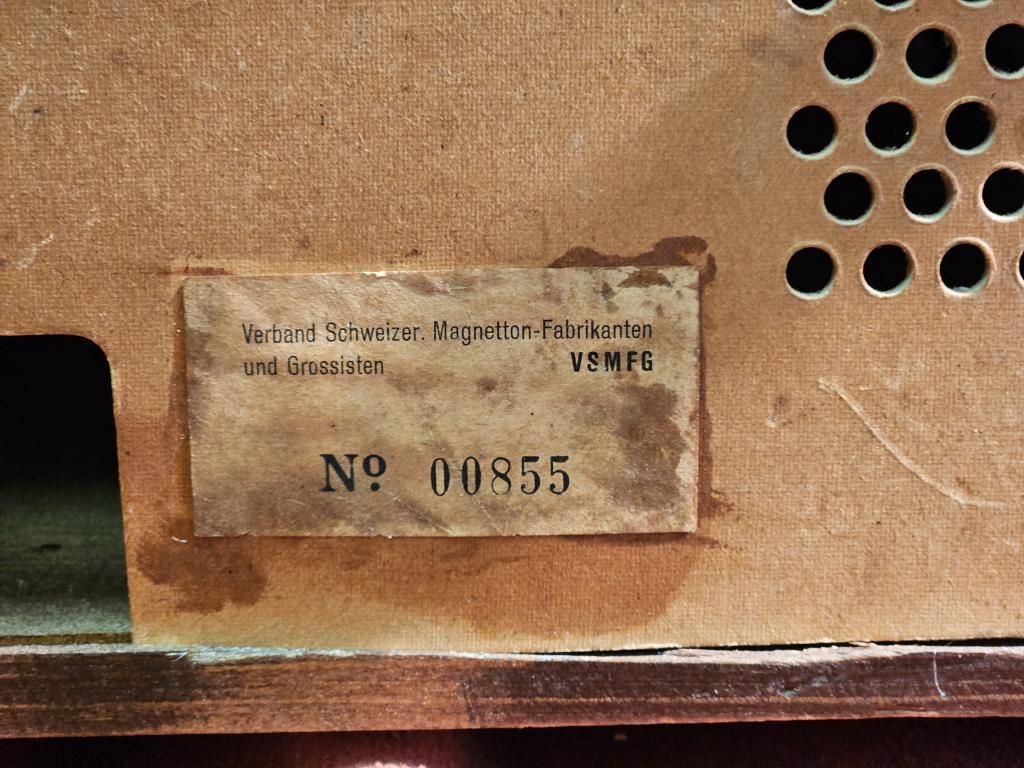 Verband Schweizer. Magnetton-Fabrikanten
und Grossisten VSMFG
Nº 00855